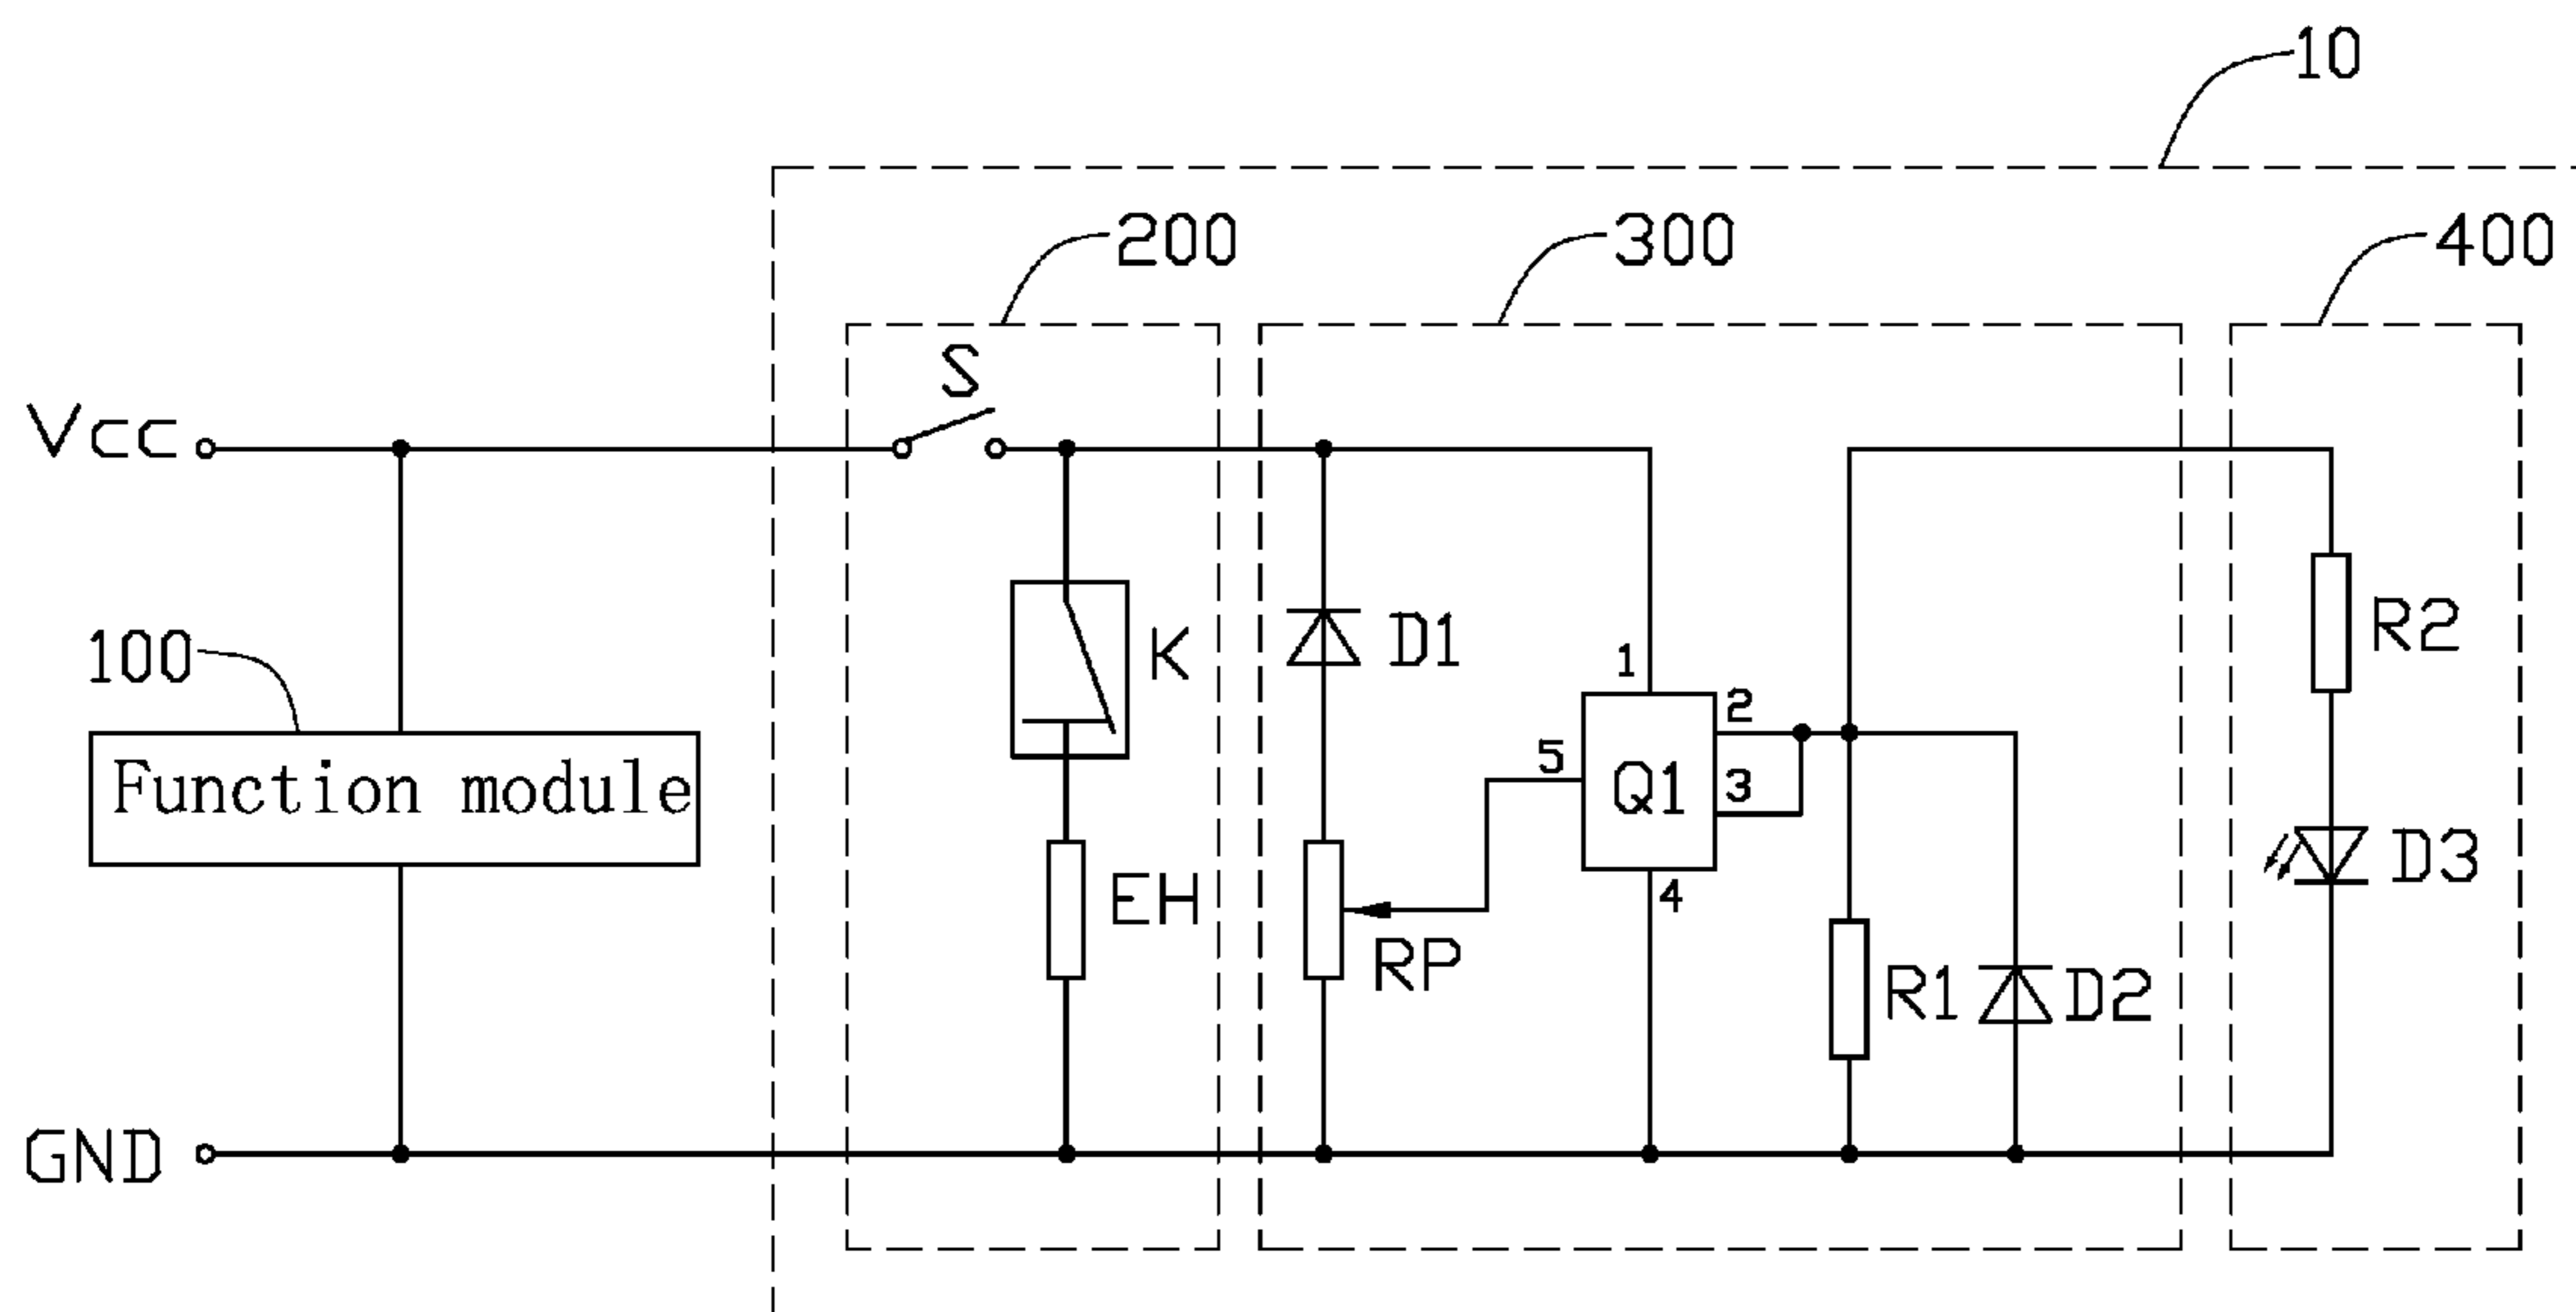 10
200
300
400
S
Vcc
K
D1
1
2
R2
100
5
3
Function module
Q1
D3
EH
4
RP
R1
D2
GND